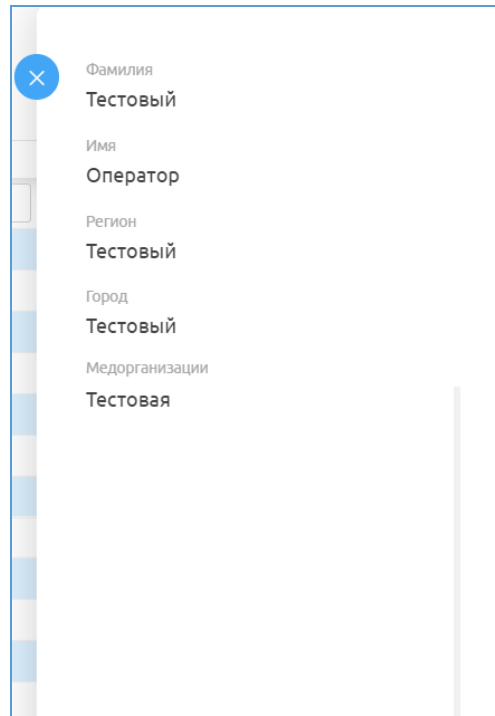 Фамилия
Тестовый
Имя
Оператор
Регион
Тестовый
Город
Тестовый
Медорганизации
Тестовая